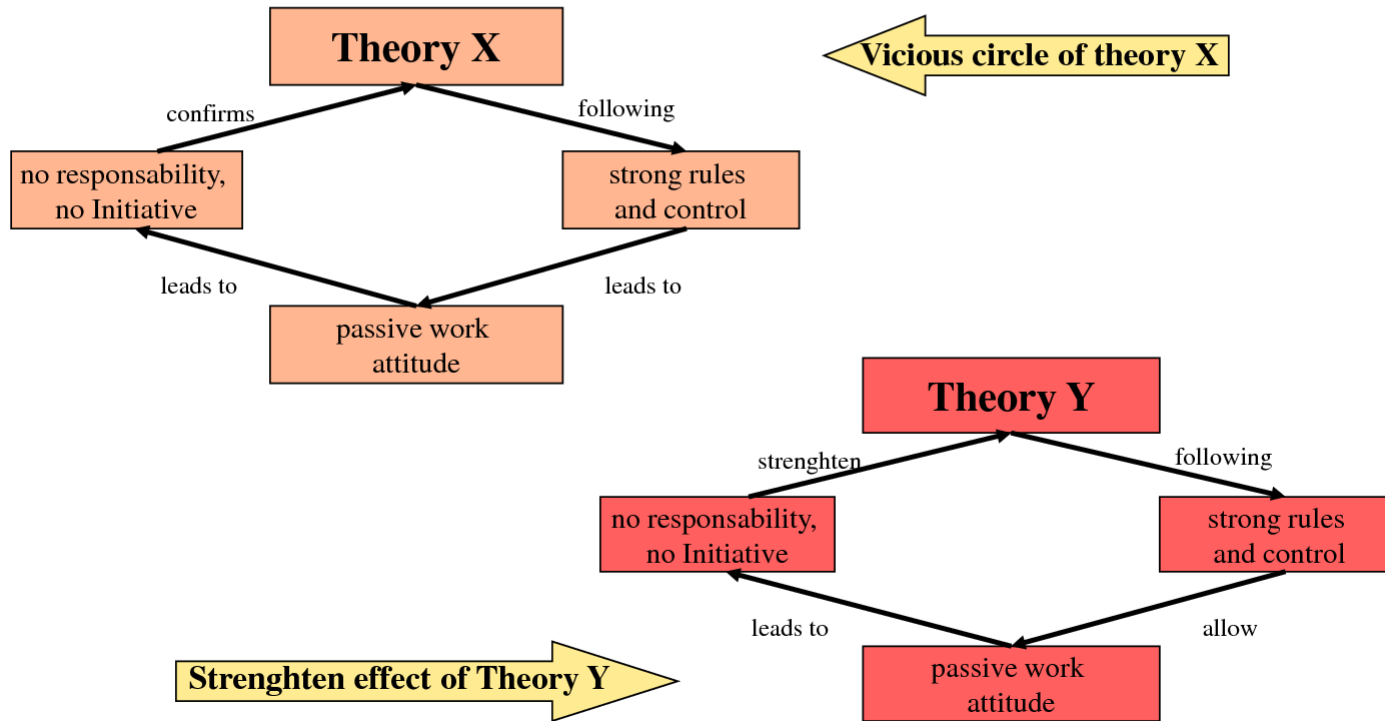 Theory X
Vicious circle of theory X
confirms
following
no responsability,
no Initiative
strong rules
and control
leads to
leads to
passive work
attitude
Theory Y
strenghten
following
no responsability,
no Initiative
strong rules
and control
leads to
allow
passive work
attitude
Strenghten effect of Theory Y